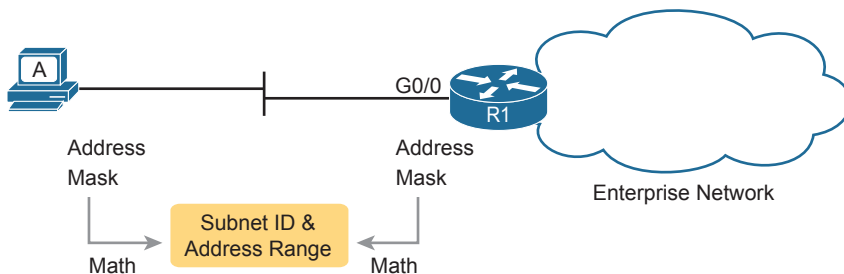 A
G0/0
R1
Address
Mask
Address
Mask
Enterprise Network
Subnet ID &
Address Range
Math
Math